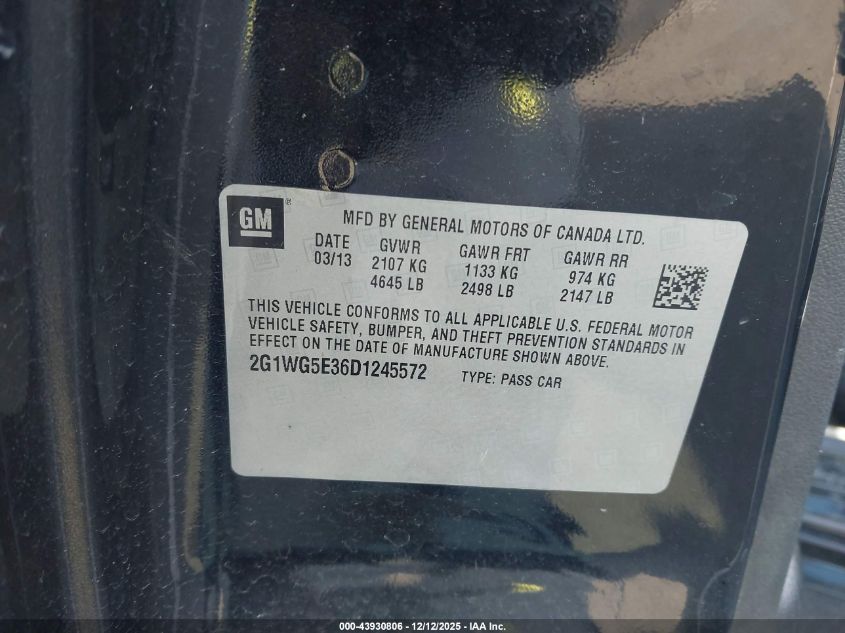 GM ®
MFD BY GENERAL MOTORS OF CANADA LTD.
DATE GVWR GAWR FRT GAWR RR
03/13 2107 KG 1133 KG 974 KG
4645 LB 2498 LB 2147 LB
THIS VEHICLE CONFORMS TO ALL APPLICABLE U.S. FEDERAL MOTOR
VEHICLE SAFETY, BUMPER, AND THEFT PREVENTION STANDARDS IN
EFFECT ON THE DATE OF MANUFACTURE SHOWN ABOVE.
2G1WG5E36D1245572 TYPE: PASS CAR
000-43930806 - 12/12/2025 - IAA Inc.